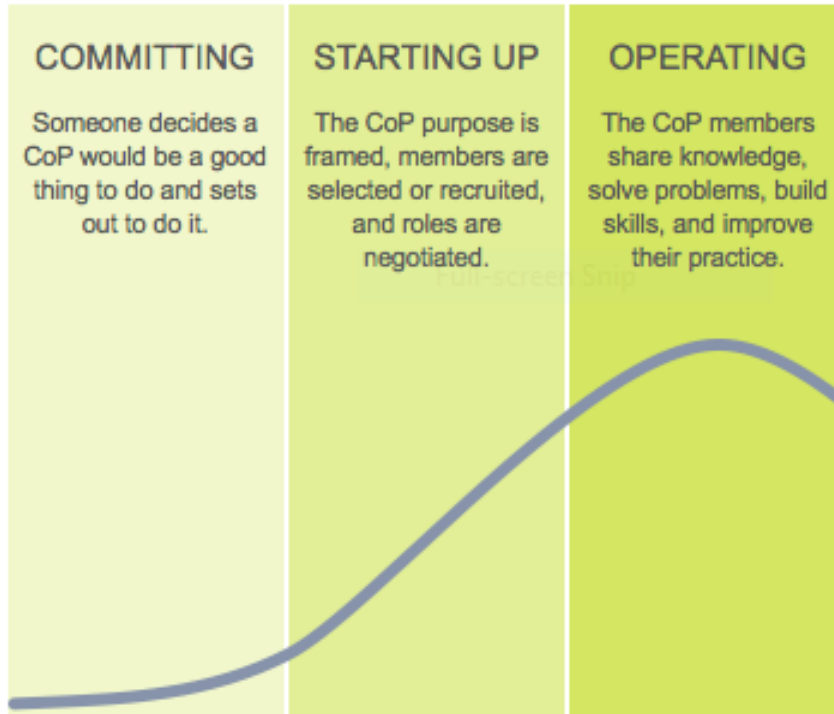 COMMITTING
Someone decides a
CoP would be a good
thing to do and sets
out to do it.
STARTING UP
The CoP purpose is
framed, members are
selected or recruited,
and roles are
negotiated.
OPERATING
The CoP members
share knowledge,
solve problems, build
skills, and improve
their practice.
Full-screen Snip